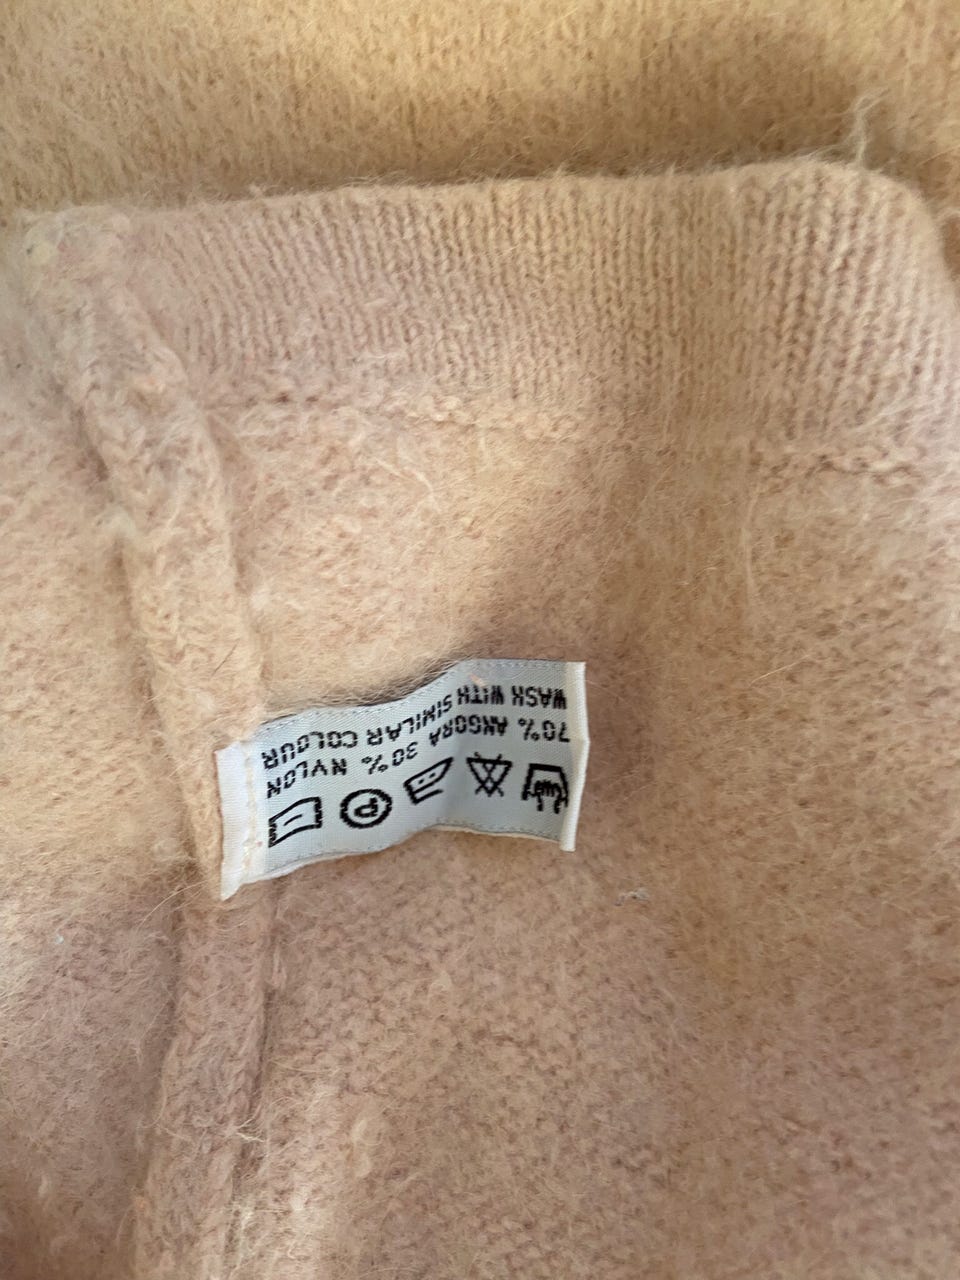 P
70% ANGORA 30% NYLON
WASH WITH SIMILAR COLOUR